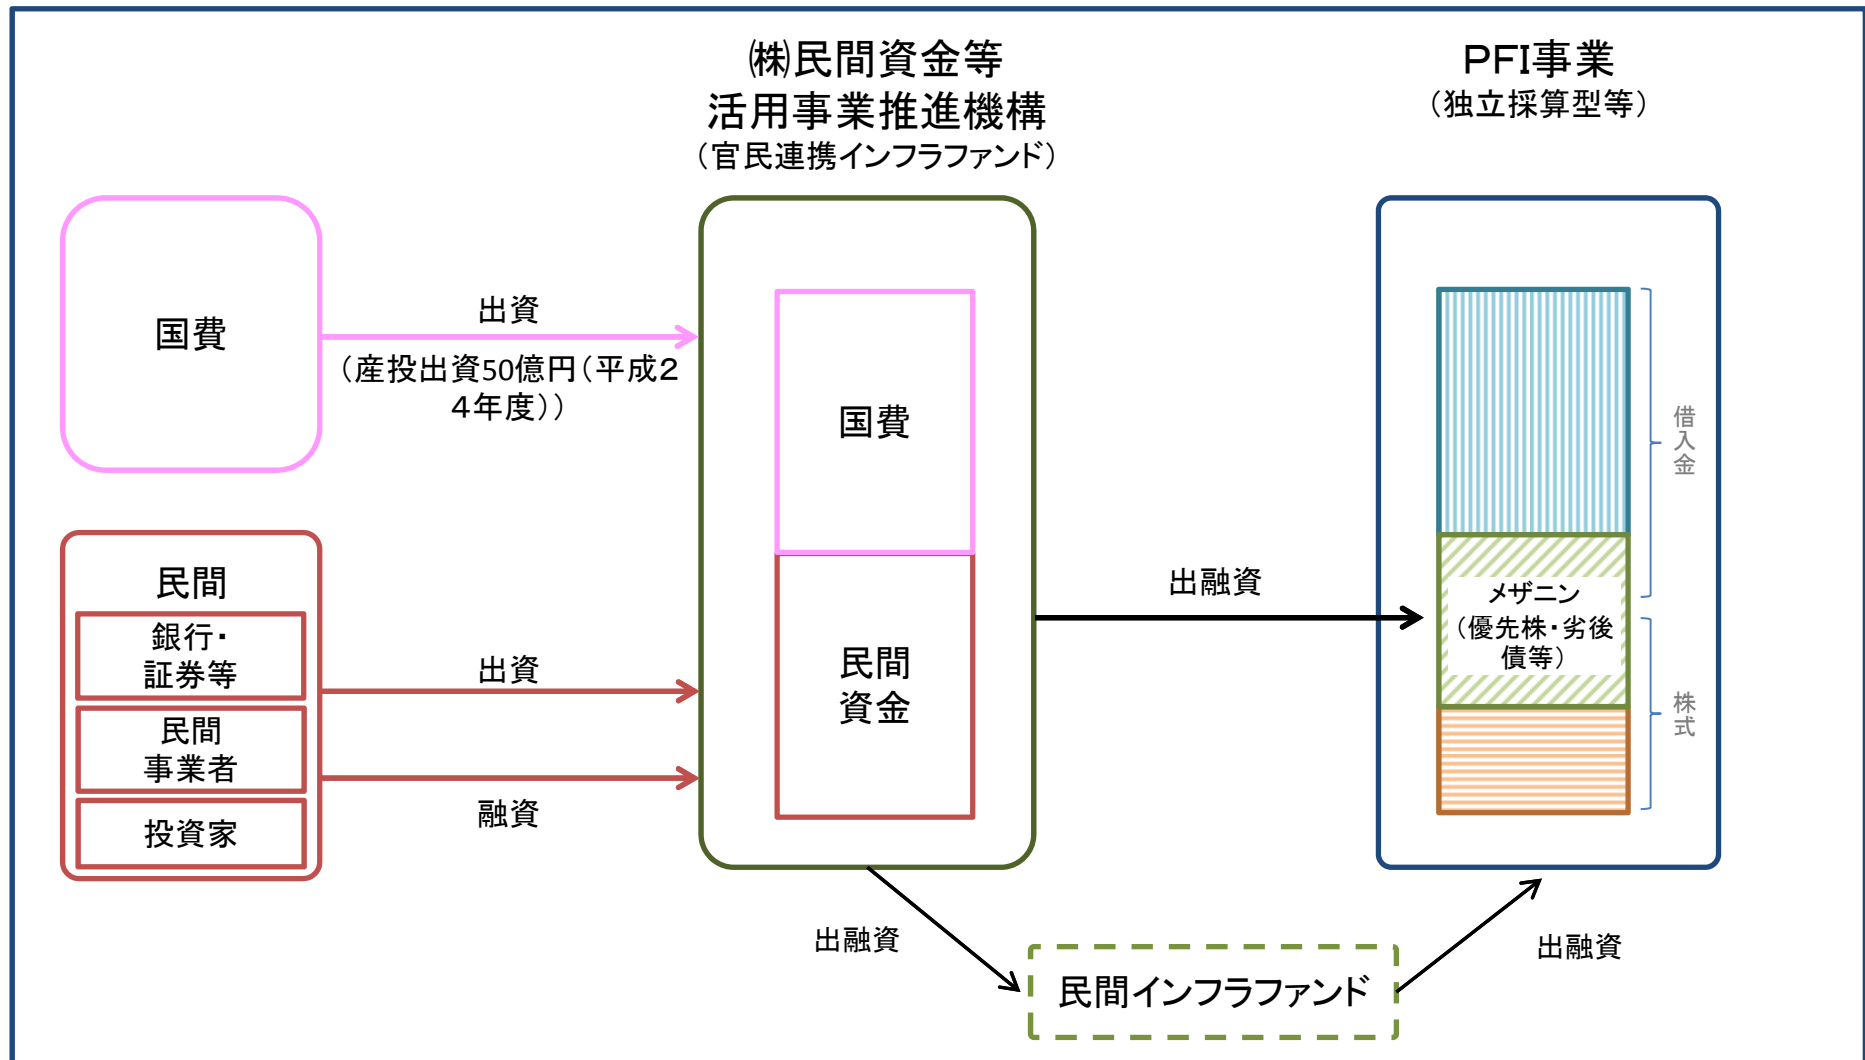 ㈱民間資金等
活用事業推進機構
（官民連携インフラファンド）
PFI事業
（独立採算型等）
国費
出資
（産投出資50億円（平成２
４年度））
民間
銀行・
証券等
民間
事業者
投資家
出資
融資
国費
民間
資金
出融資
メザニン
（優先株・劣後
債等）
借入金
株式
出融資
民間インフラファンド
出融資